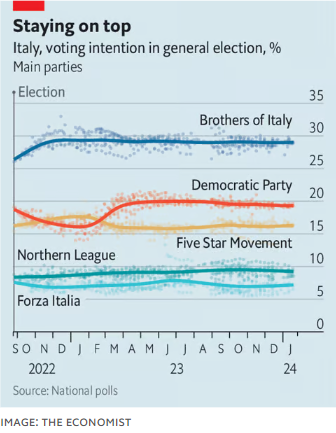 Staying on top
Italy, voting intention in general election, %
Main parties
Election
35
Brothers of Italy
30
25
Democratic Party
20
15
Five Star Movement
Northern League
10
5
Forza Italia
0
S O N D J F M A M J J A S O N D J
2022 23 24
Source: National polls
IMAGE: THE ECONOMIST